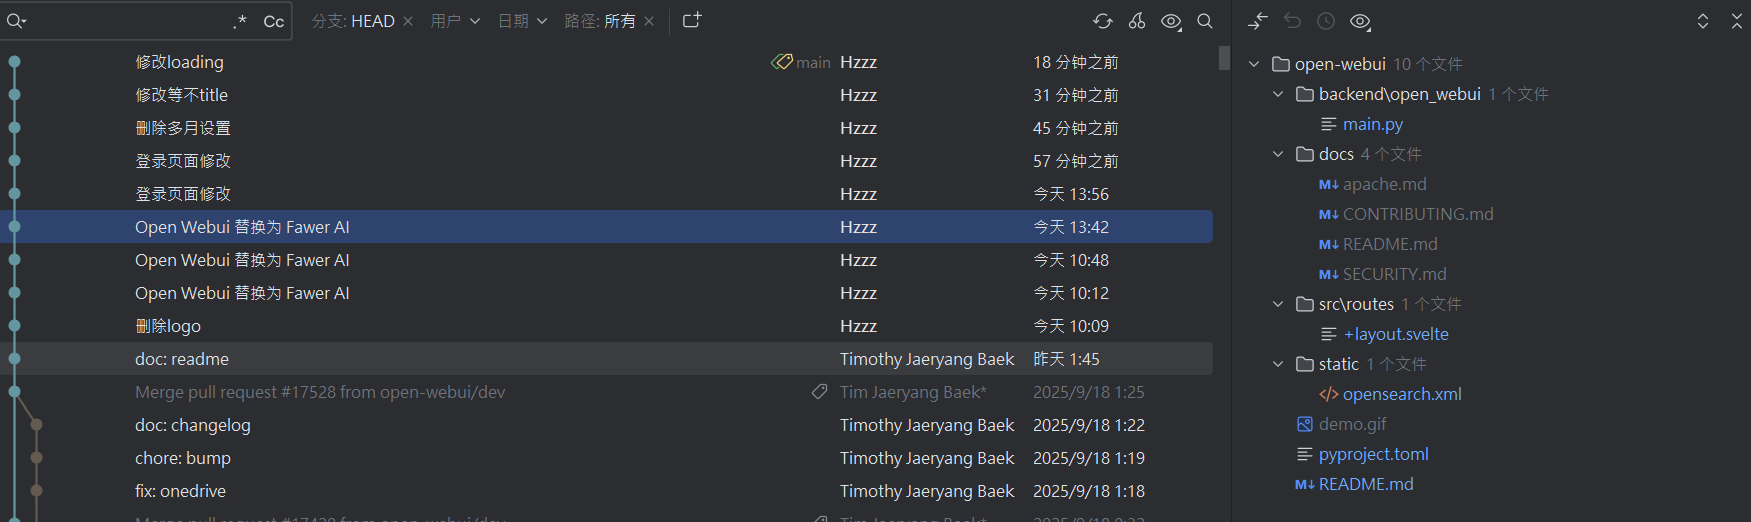 .* Cc 分支: HEAD 用户 日期 路径: 所有
修改loading main Hzzz 18 分钟之前
修改等不title Hzzz 31 分钟之前
删除多月设置 Hzzz 45 分钟之前
登录页面修改 Hzzz 57 分钟之前
登录页面修改 Hzzz 今天 13:56
Open Webui 替换为 Fawer AI Hzzz 今天 13:42
Open Webui 替换为 Fawer AI Hzzz 今天 10:48
Open Webui 替换为 Fawer AI Hzzz 今天 10:12
删除logo Hzzz 今天 10:09
doc: readme Timothy Jaeryang Baek 昨天 1:45
Merge pull request #17528 from open-webui/dev Tim Jaeryang Baek* 2025/9/18 1:25
doc: changelog Timothy Jaeryang Baek 2025/9/18 1:22
chore: bump Timothy Jaeryang Baek 2025/9/18 1:19
fix: onedrive Timothy Jaeryang Baek 2025/9/18 1:18
open-webui 10 个文件
backend\open_webui 1 个文件
main.py
docs 4 个文件
M↓ apache.md
M↓ CONTRIBUTING.md
M↓ README.md
M↓ SECURITY.md
src\routes 1 个文件
+layout.svelte
static 1 个文件
</> opensearch.xml
demo.gif
pyproject.toml
M↓ README.md